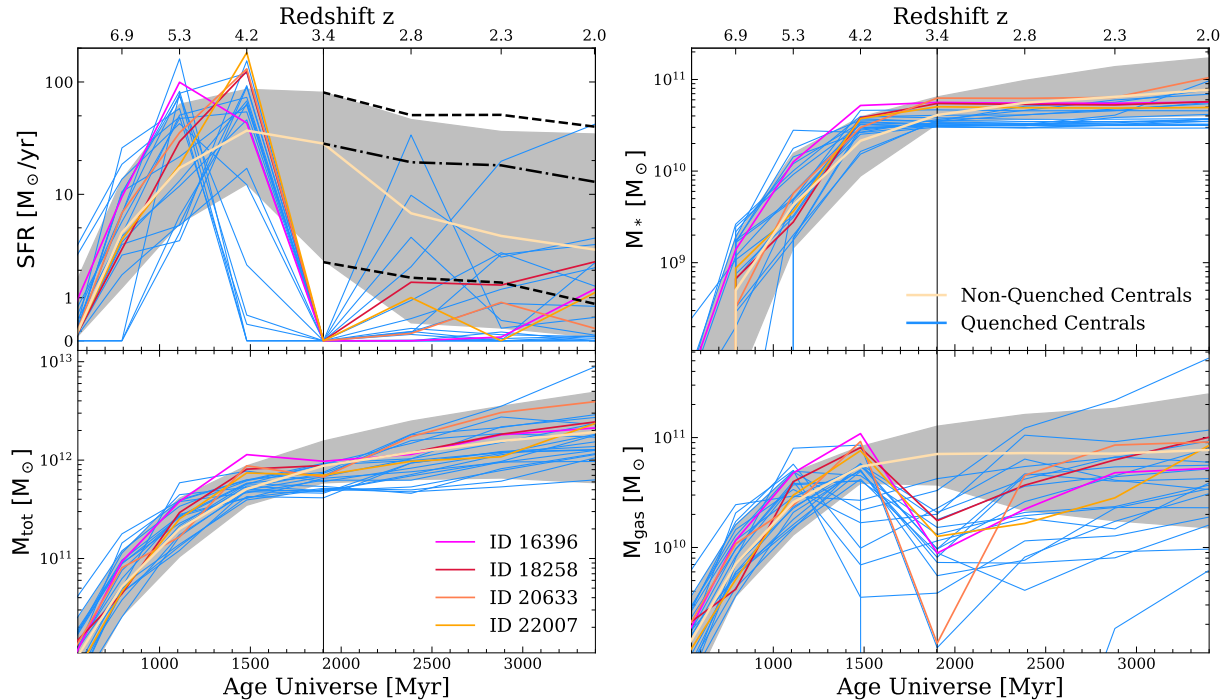 Redshift z
Redshift z
6.9 5.3 4.2 3.4 2.8 2.3 2.0
6.9 5.3 4.2 3.4 2.8 2.3 2.0
SFR [M⊙/yr]
100
10
1
0
M* [M⊙]
10¹¹
10¹⁰
10⁹
Non-Quenched Centrals
Quenched Centrals
Mtot [M⊙]
10¹³
10¹²
10¹¹
ID 16396
ID 18258
ID 20633
ID 22007
Mgas [M⊙]
10¹¹
10¹⁰
1000 1500 2000 2500 3000
1000 1500 2000 2500 3000
Age Universe [Myr]
Age Universe [Myr]